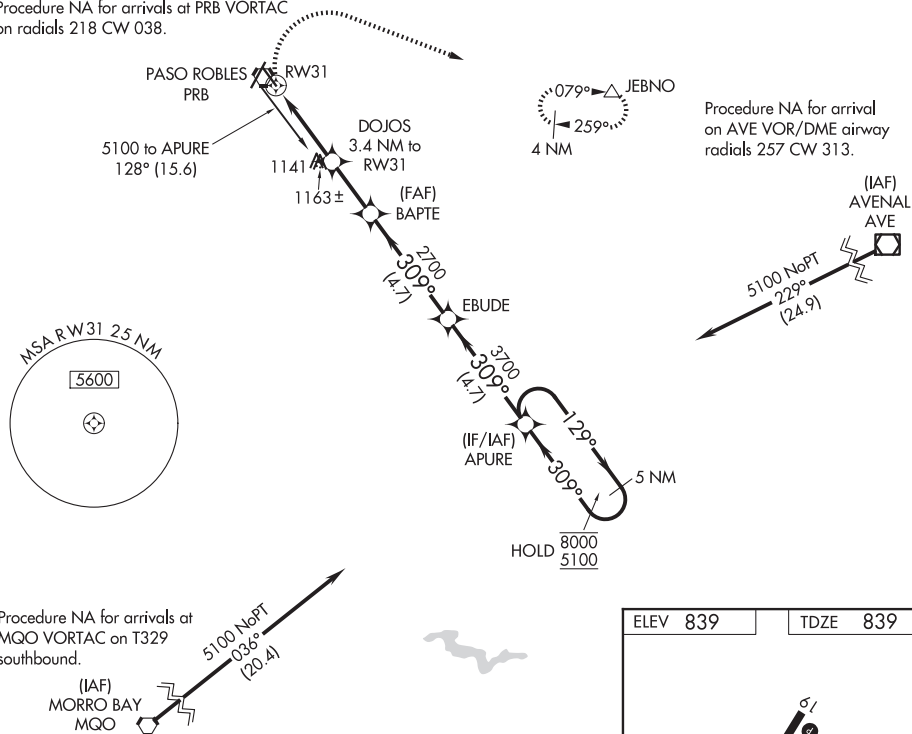 Procedure NA for arrivals at PRB VORTAC
on radials 218 CW 038.
PASO ROBLES
PRB
RW31
079°
JEBNO
259°
4 NM
Procedure NA for arrival
on AVE VOR/DME airway
radials 257 CW 313.
5100 to APURE
128° (15.6)
DOJOS
3.4 NM to
RW31
1141
1163±
(FAF)
BAPTE
(IAF)
AVENAL
AVE
5100 NoPT
229°
(24.9)
2700
309°
(4.7)
EBUDE
3700
309°
(4.7)
MSA RW31 25 NM
5600
(IF/IAF)
APURE
129°
309°
5 NM
HOLD
8000
5100
Procedure NA for arrivals at
MQO VORTAC on T329
southbound.
5100 NoPT
036°
(20.4)
(IAF)
MORRO BAY
MQO
ELEV 839
TDZE 839
19